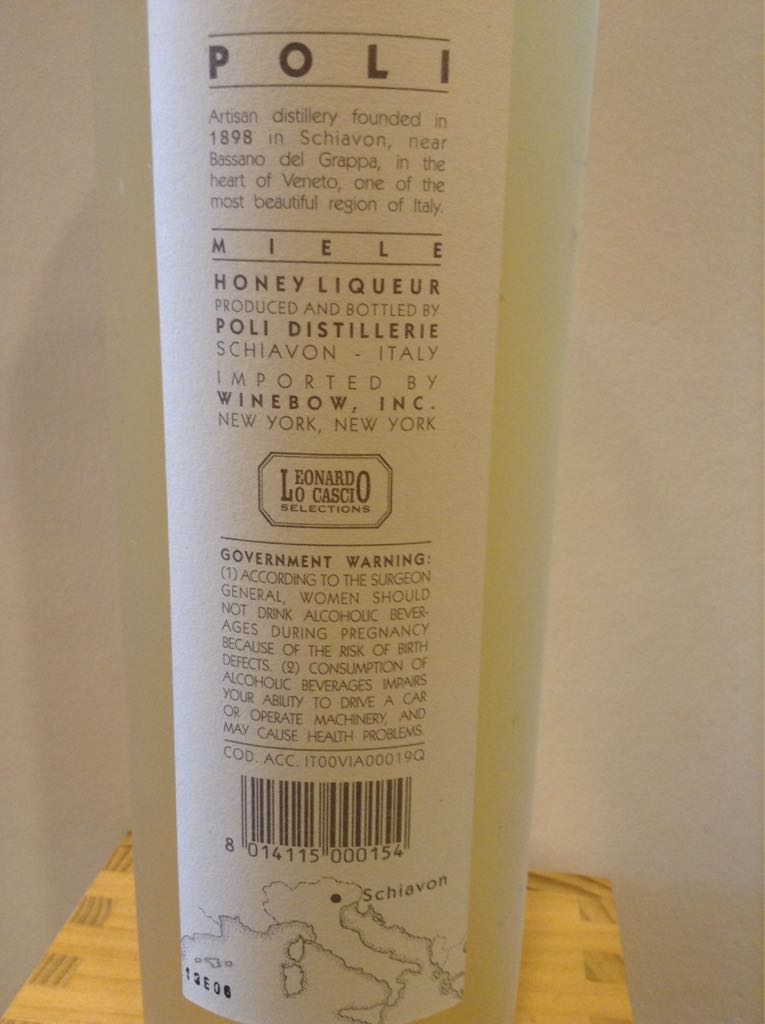 POLI
Artisan distillery founded in
1898 in Schiavon, near
Bassano del Grappa, in the
heart of Veneto, one of the
most beautiful region of Italy.
MIELE
HONEY LIQUEUR
PRODUCED AND BOTTLED BY
POLI DISTILLERIE
SCHIAVON - ITALY
IMPORTED BY
WINEBOW, INC.
NEW YORK, NEW YORK
LEONARDO
LO CASCIO
SELECTIONS
GOVERNMENT WARNING:
(1) ACCORDING TO THE SURGEON
GENERAL, WOMEN SHOULD
NOT DRINK ALCOHOLIC BEVER-
AGES DURING PREGNANCY
BECAUSE OF THE RISK OF BIRTH
DEFECTS. (2) CONSUMPTION OF
ALCOHOLIC BEVERAGES IMPAIRS
YOUR ABILITY TO DRIVE A CAR
OR OPERATE MACHINERY, AND
MAY CAUSE HEALTH PROBLEMS.
COD. ACC. IT00VIA00019Q
8 014115 000154
Schiavon